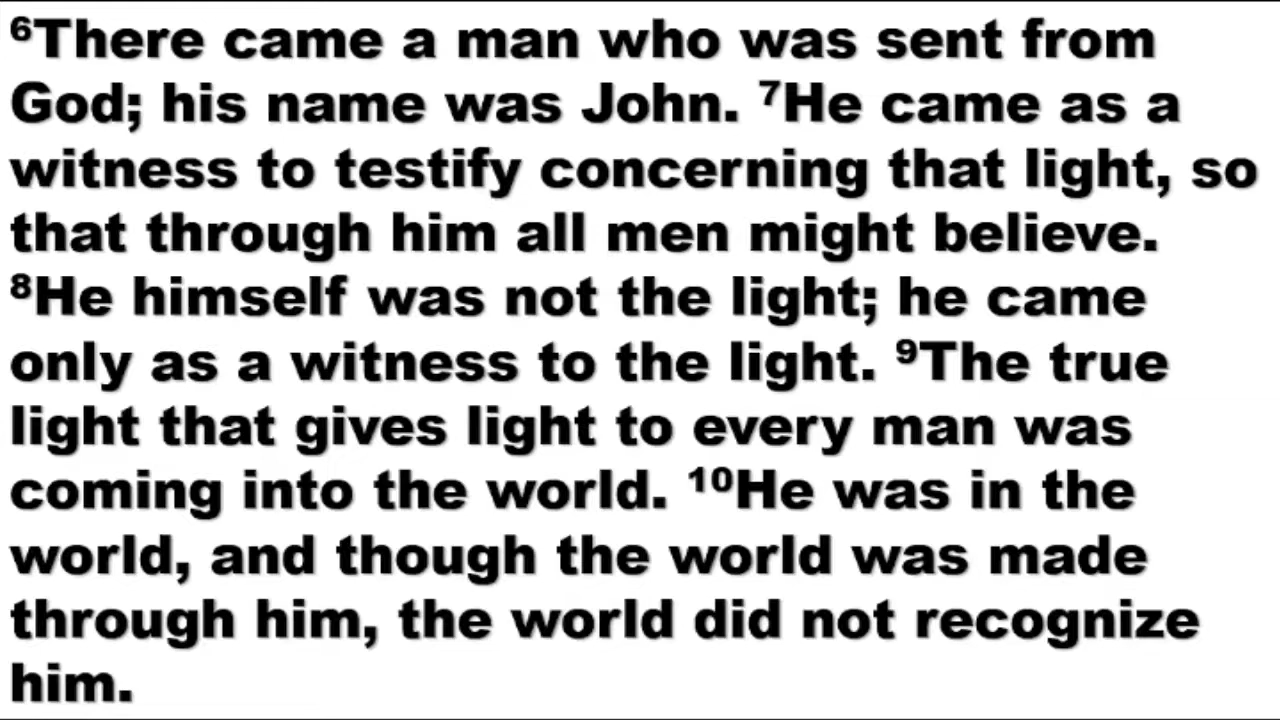 ⁶There came a man who was sent from
God; his name was John. ⁷He came as a
witness to testify concerning that light, so
that through him all men might believe.
⁸He himself was not the light; he came
only as a witness to the light. ⁹The true
light that gives light to every man was
coming into the world. ¹⁰He was in the
world, and though the world was made
through him, the world did not recognize
him.